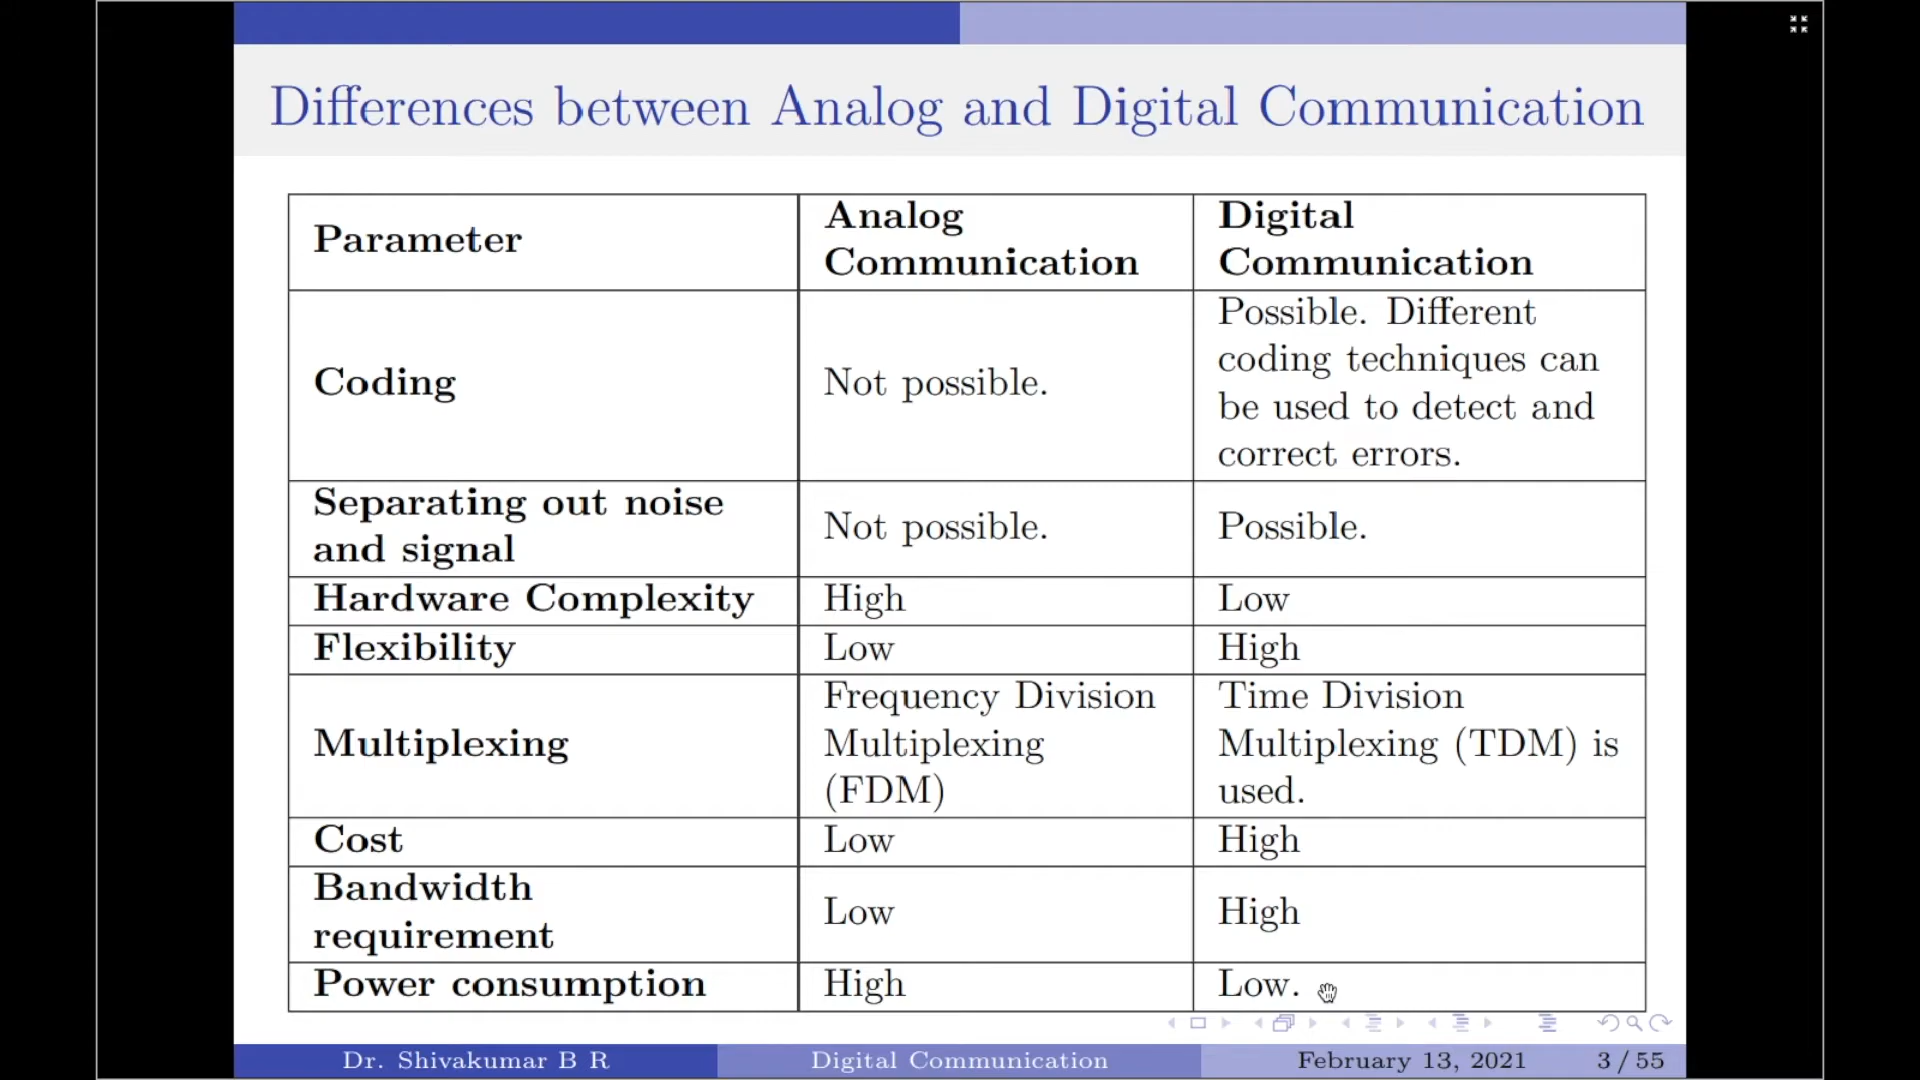 Differences between Analog and Digital Communication
Parameter
Analog
Communication
Digital
Communication
Coding
Not possible.
Possible. Different
coding techniques can
be used to detect and
correct errors.
Separating out noise
and signal
Not possible.
Possible.
Hardware Complexity
High
Low
Flexibility
Low
High
Multiplexing
Frequency Division
Multiplexing
(FDM)
Time Division
Multiplexing (TDM) is
used.
Cost
Low
High
Bandwidth
requirement
Low
High
Power consumption
High
Low.
Dr. Shivakumar B R
Digital Communication
February 13, 2021
3 / 55